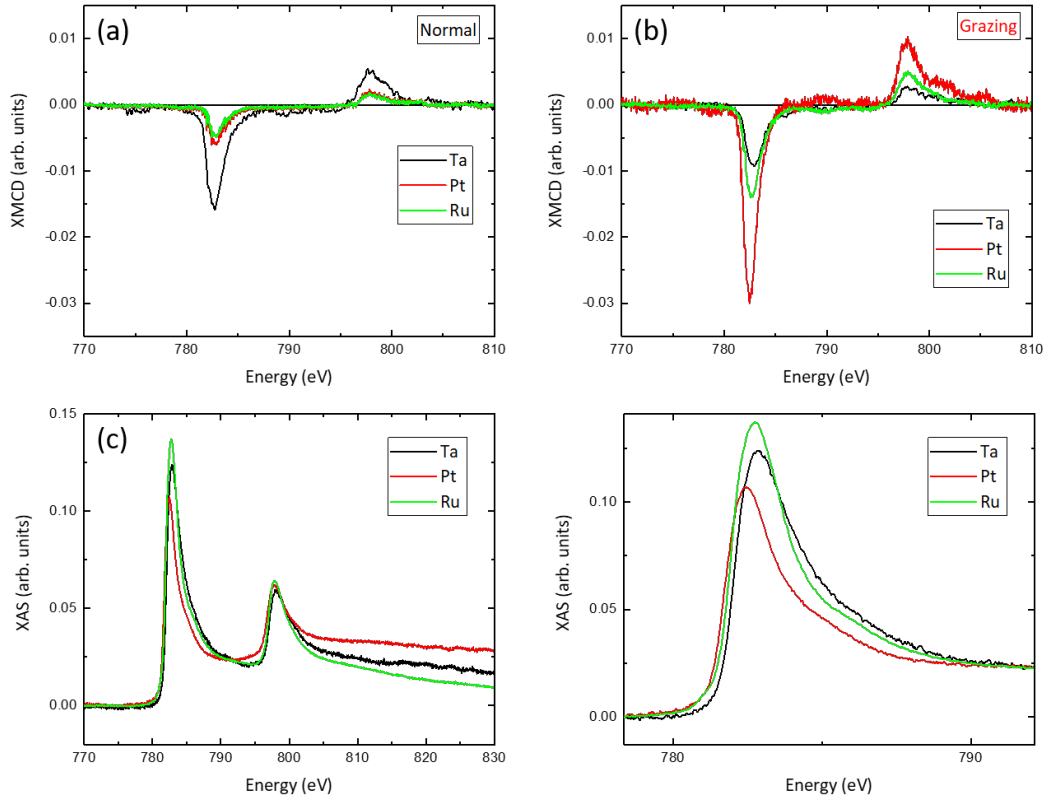 (a)
Normal
0.01
0.00
-0.01
-0.02
-0.03
XMCD (arb. units)
Ta
Pt
Ru
770 780 790 800 810
Energy (eV)
(b)
Grazing
0.01
0.00
-0.01
-0.02
-0.03
XMCD (arb. units)
Ta
Pt
Ru
770 780 790 800 810
Energy (eV)
(c)
0.15
0.10
0.05
0.00
XAS (arb. units)
Ta
Pt
Ru
770 780 790 800 810 820 830
Energy (eV)
0.10
0.05
0.00
XAS (arb. units)
Ta
Pt
Ru
780 790
Energy (eV)